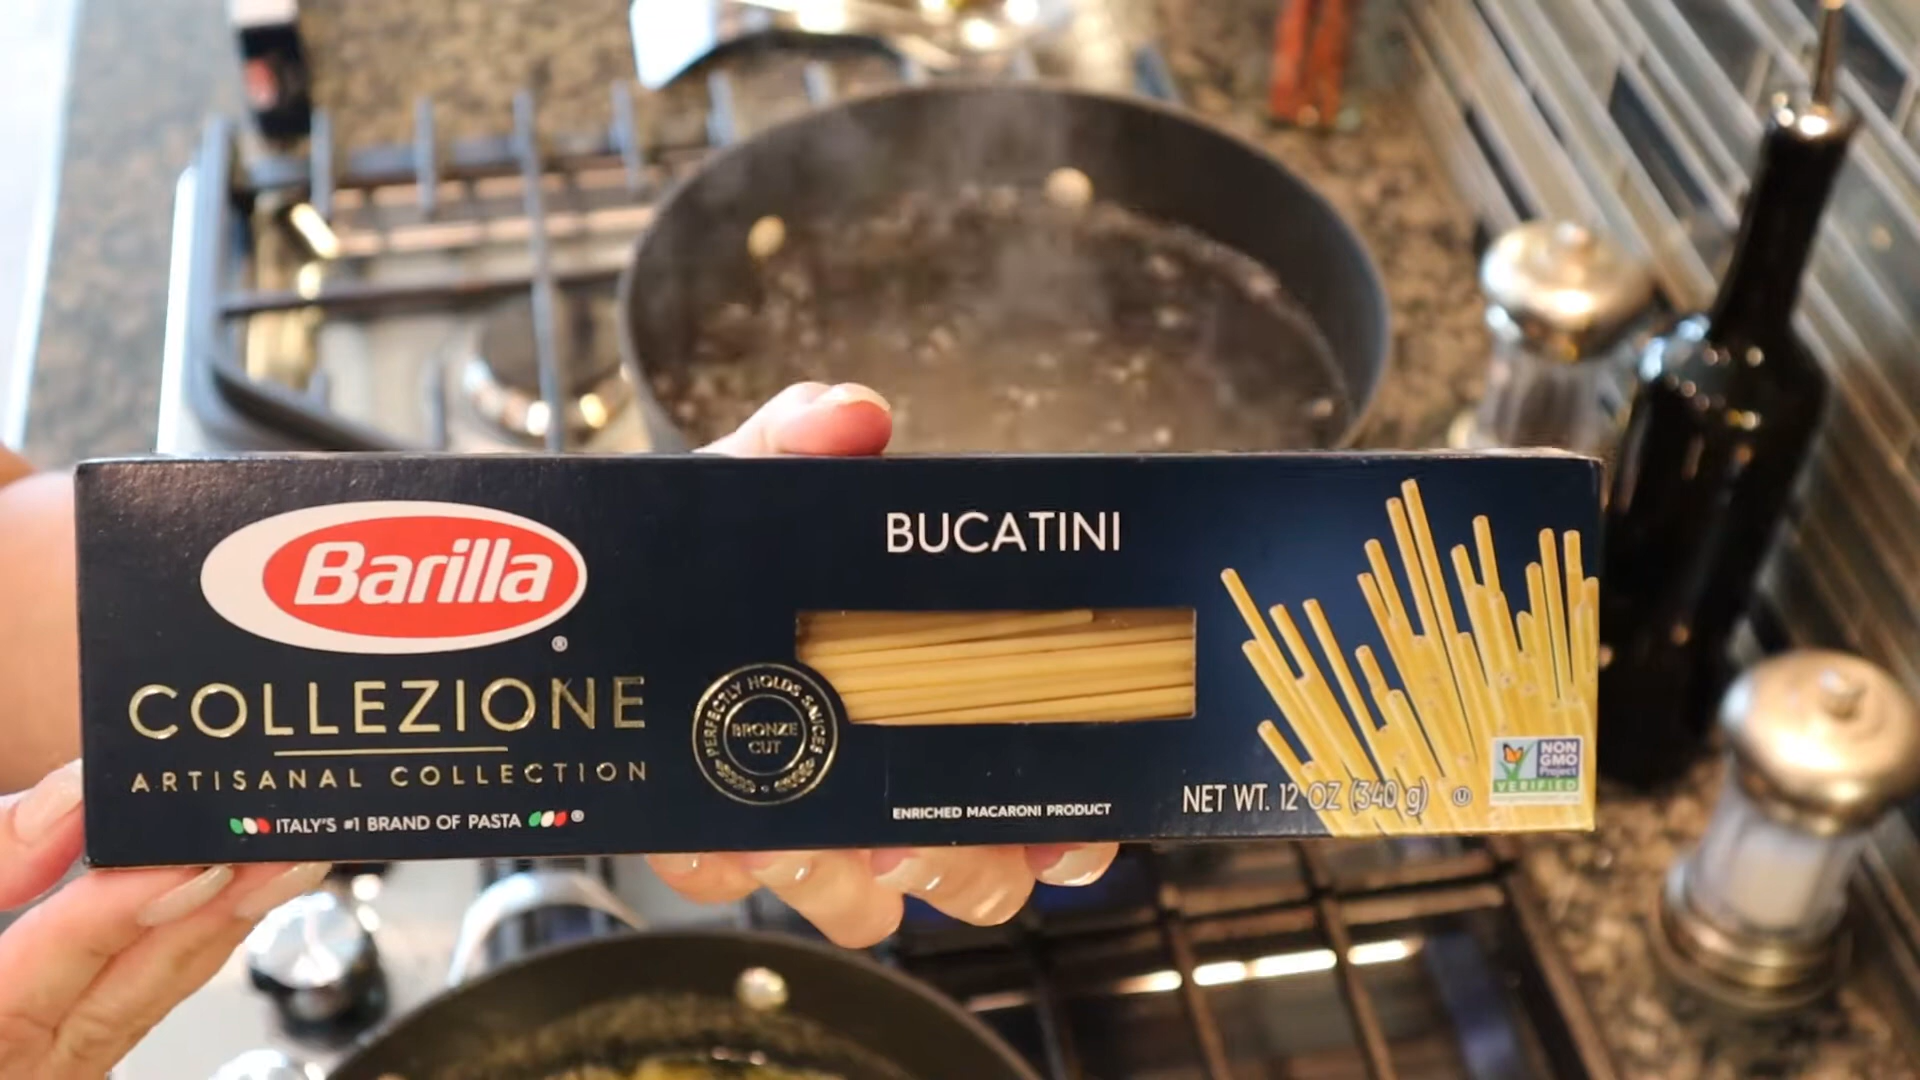 Barilla
®
COLLEZIONE
ARTISANAL COLLECTION
ITALY'S #1 BRAND OF PASTA ®
PERFECTLY HOLDS SAUCES
BRONZE
CUT
BUCATINI
ENRICHED MACARONI PRODUCT
NET WT. 12 OZ (340 g) U
NON
GMO
Project
VERIFIED